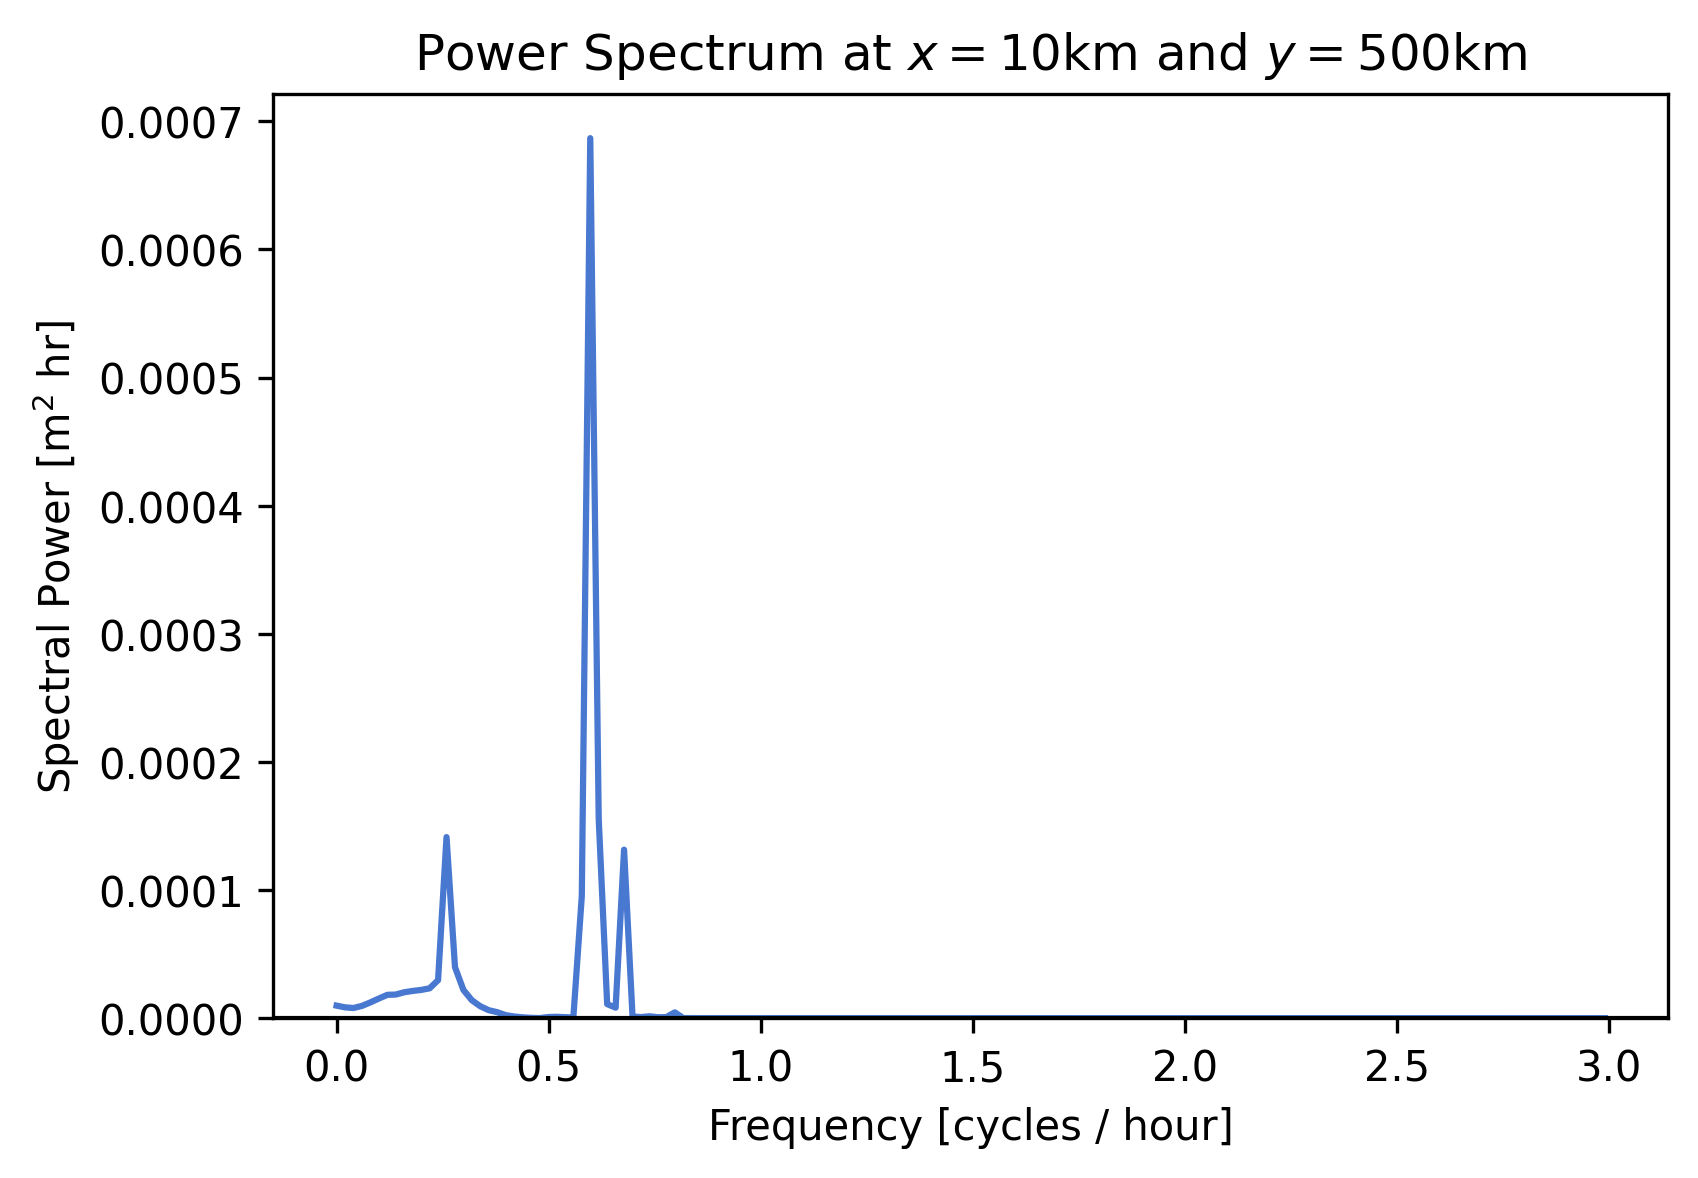 Power Spectrum at x = 10km and y = 500km
0.0007
0.0006
0.0005
0.0004
0.0003
0.0002
0.0001
0.0000
Spectral Power [m² hr]
0.0 0.5 1.0 1.5 2.0 2.5 3.0
Frequency [cycles / hour]